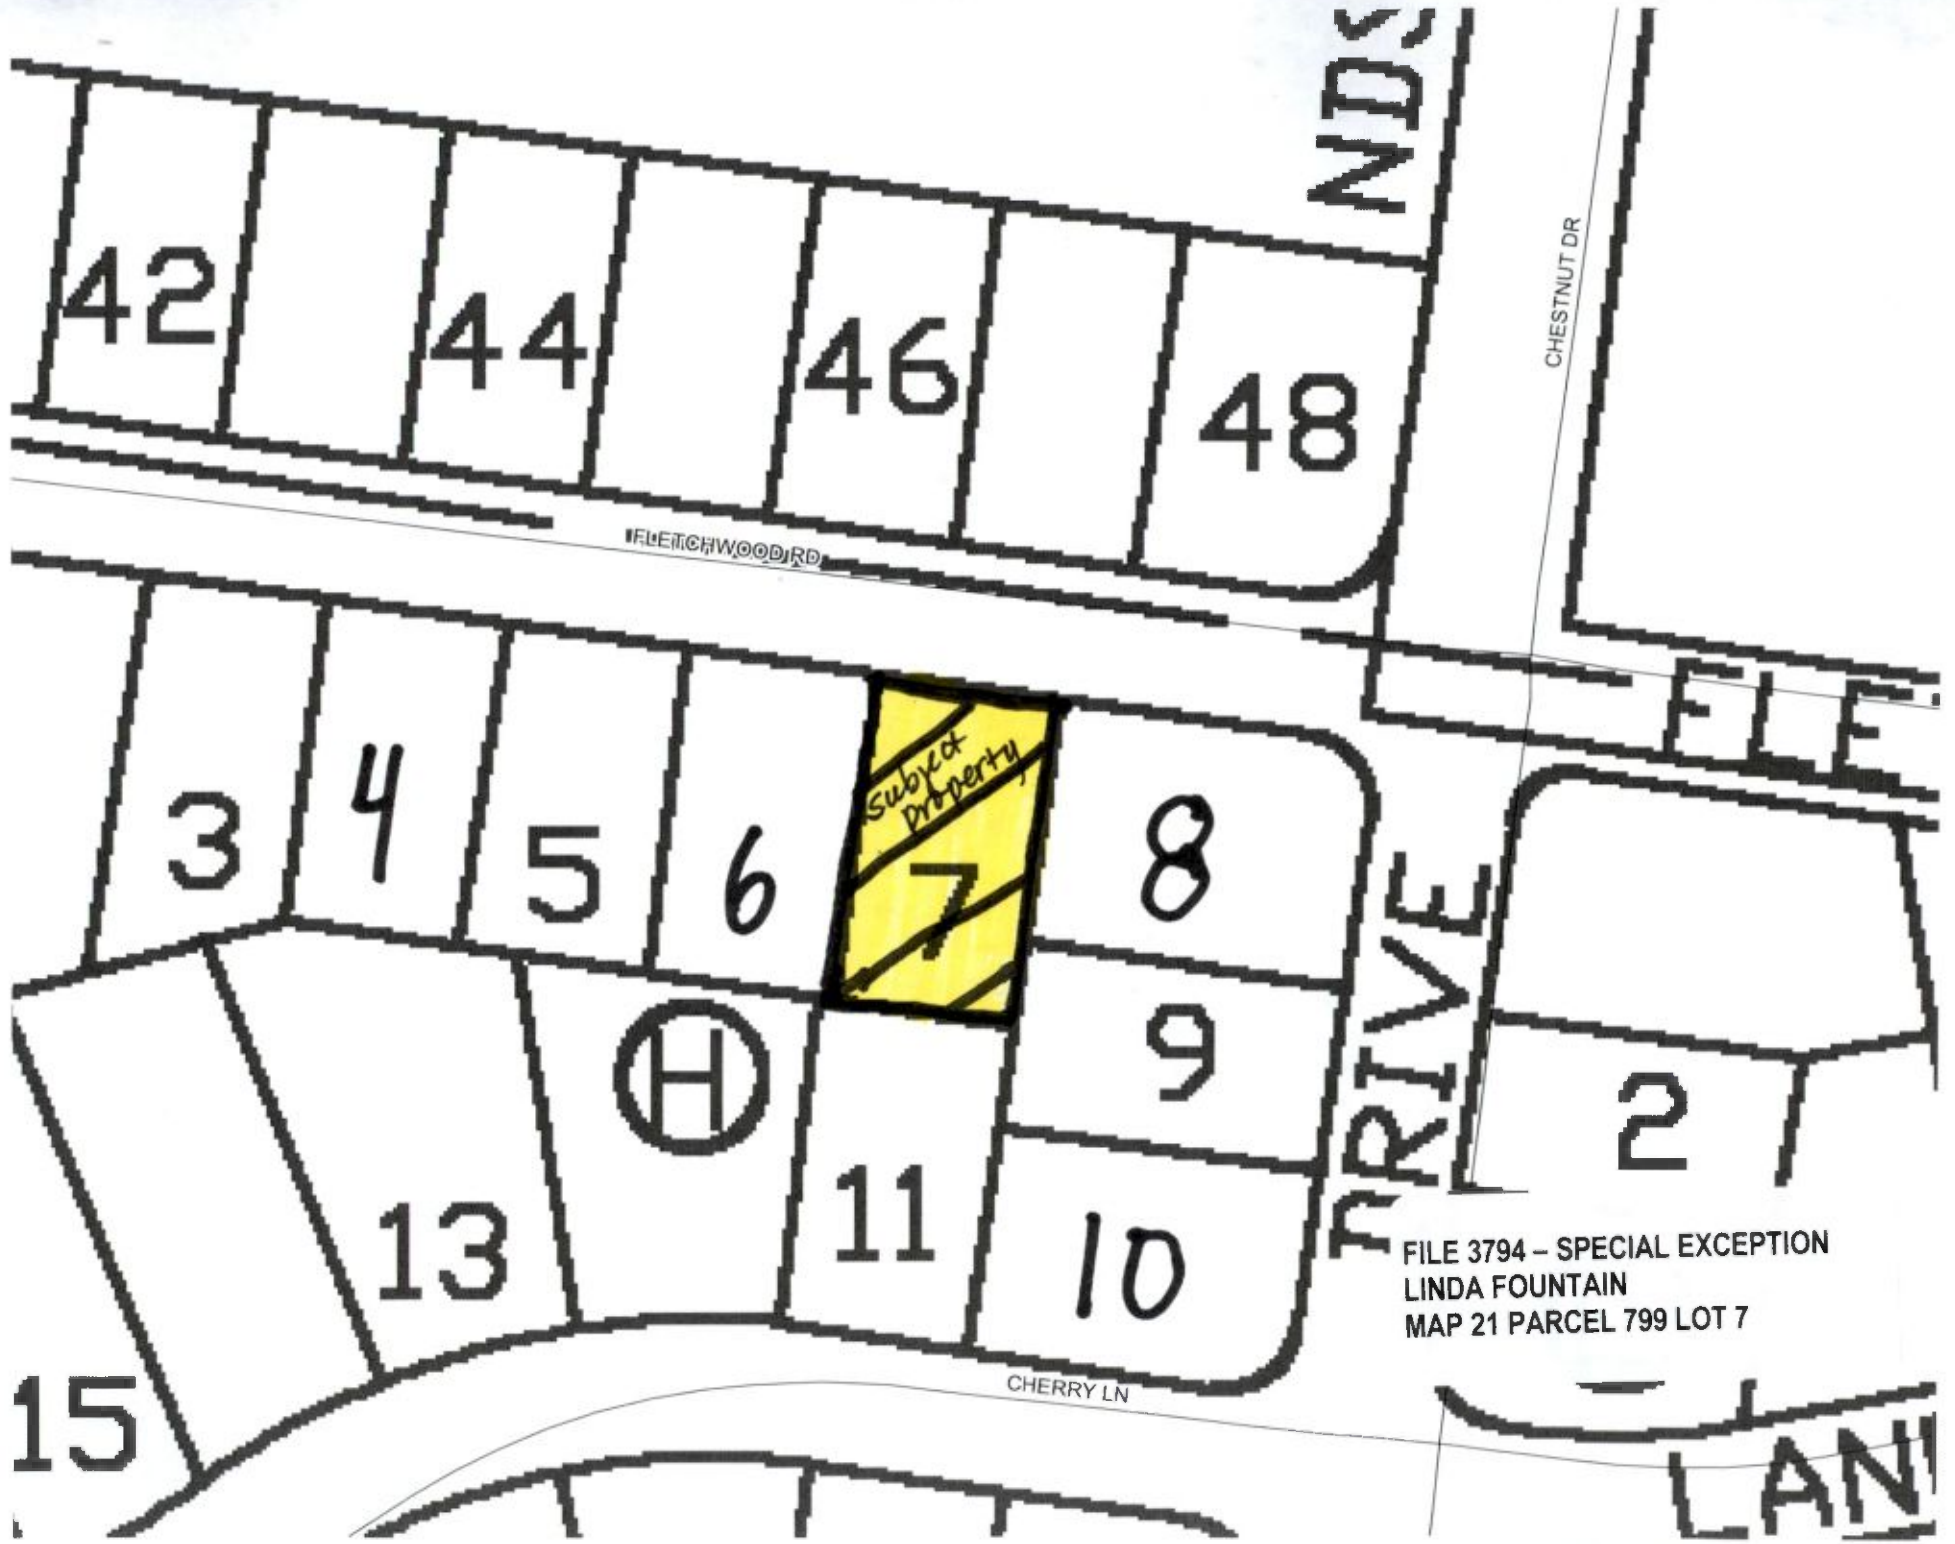 NDS
CHESTNUT DR
42
44
46
48
FLETCHWOOD RD
FLE
3
4
5
6
subject
property
7
8
9
H
2
DRIVE
13
11
10
FILE 3794 – SPECIAL EXCEPTION
LINDA FOUNTAIN
MAP 21 PARCEL 799 LOT 7
15
CHERRY LN
LAN